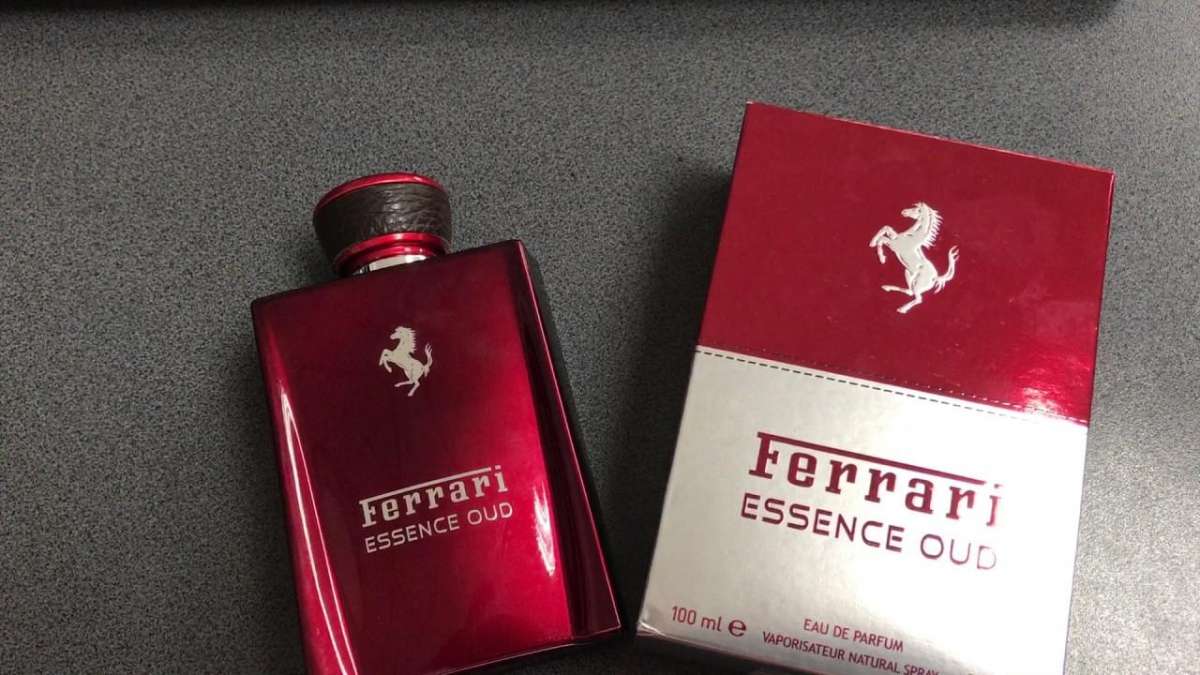 Ferrari
ESSENCE OUD
Ferrari
ESSENCE OUD
100 ml e
EAU DE PARFUM
VAPORISATEUR NATURAL SPRAY